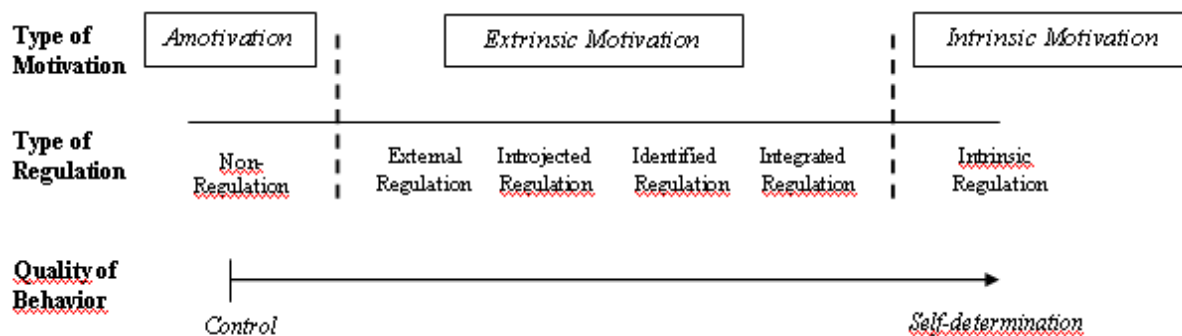 Type of
Motivation
Amotivation
Extrinsic Motivation
Intrinsic Motivation
Type of
Regulation
Non-
Regulation
External
Regulation
Introjected
Regulation
Identified
Regulation
Integrated
Regulation
Intrinsic
Regulation
Quality of
Behavior
Control
Self-determination